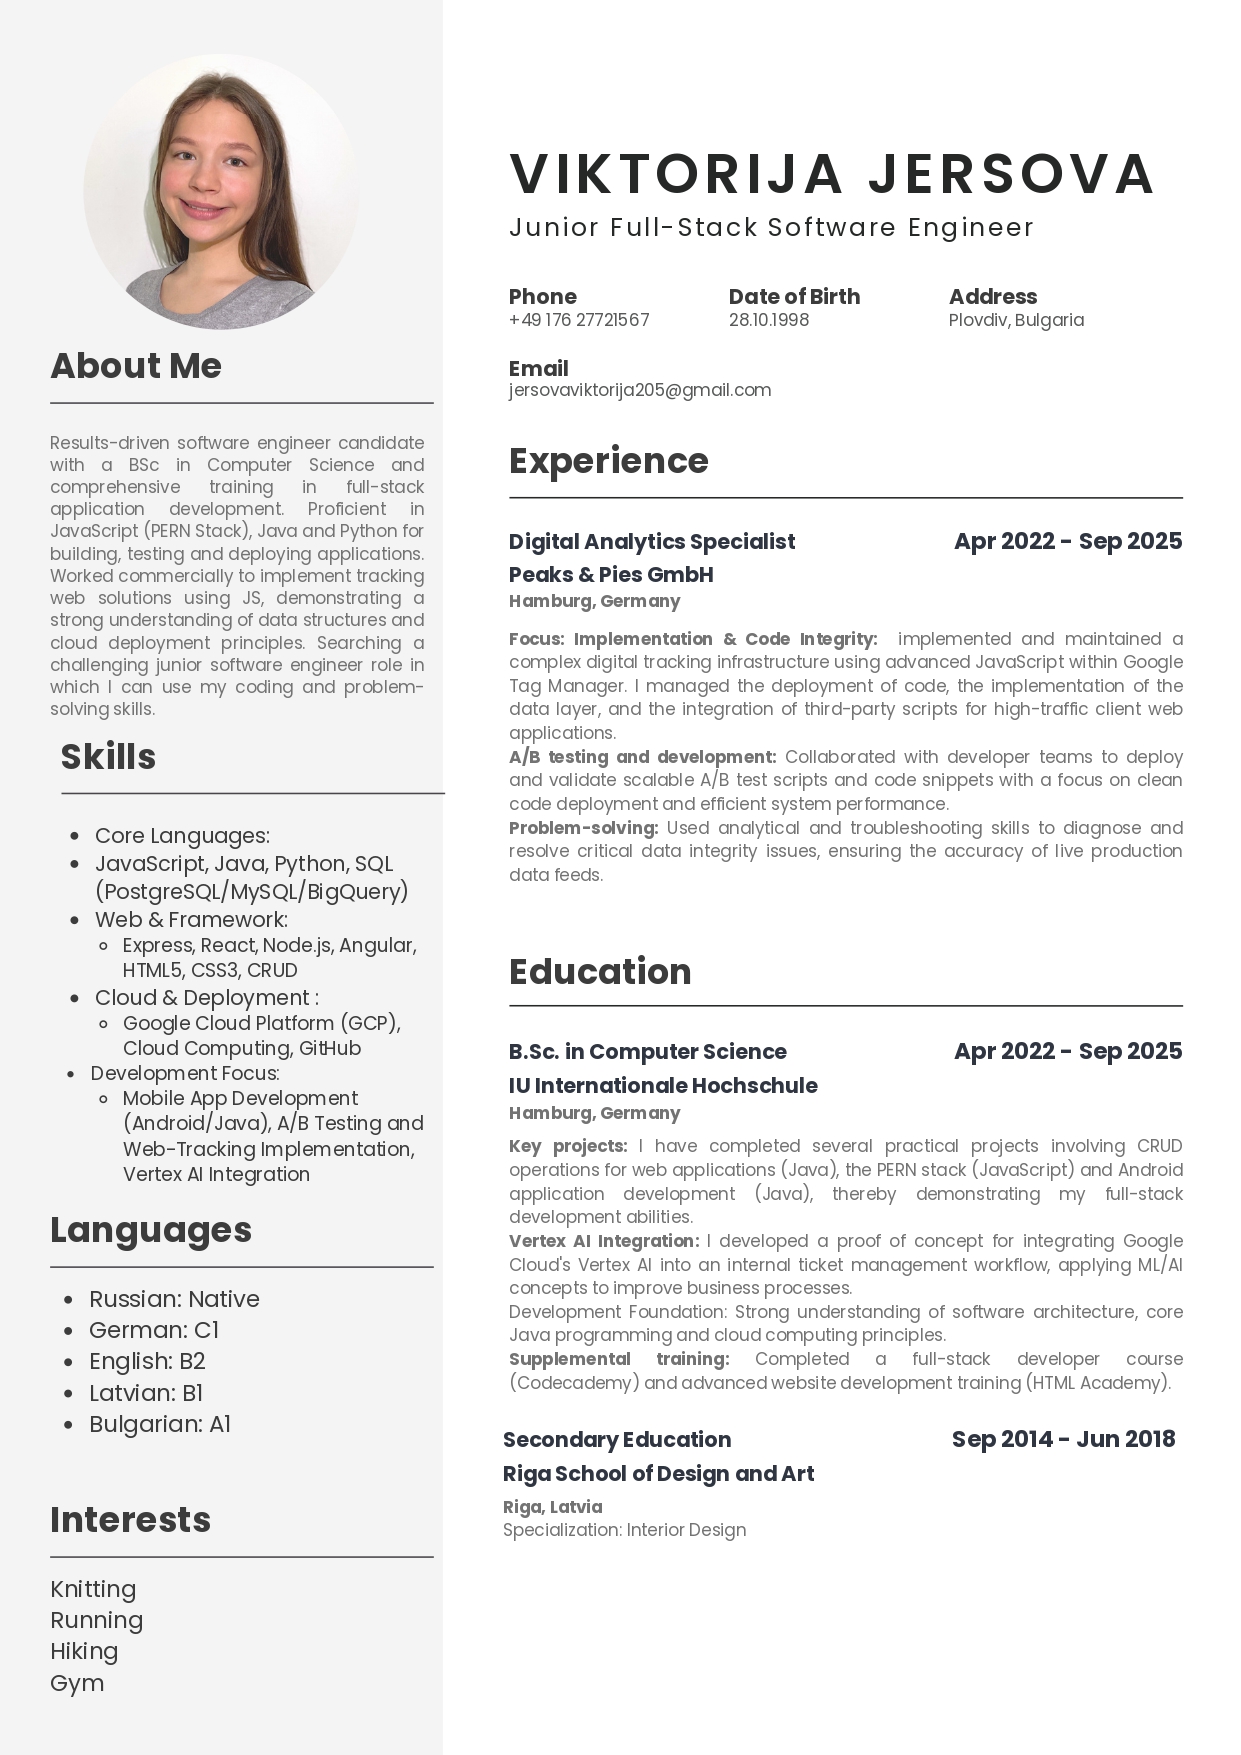 VIKTORIJA JERSOVA
Junior Full-Stack Software Engineer
Phone
+49 176 27721567
Date of Birth
28.10.1998
Address
Plovdiv, Bulgaria
Email
jersovaviktorija205@gmail.com
About Me
Results-driven software engineer candidate
with a BSc in Computer Science and
comprehensive training in full-stack
application development. Proficient in
JavaScript (PERN Stack), Java and Python for
building, testing and deploying applications.
Worked commercially to implement tracking
web solutions using JS, demonstrating a
strong understanding of data structures and
cloud deployment principles. Searching a
challenging junior software engineer role in
which I can use my coding and problem-
solving skills.
Skills
• Core Languages:
• JavaScript, Java, Python, SQL
(PostgreSQL/MySQL/BigQuery)
• Web & Framework:
◦ Express, React, Node.js, Angular,
HTML5, CSS3, CRUD
• Cloud & Deployment :
◦ Google Cloud Platform (GCP),
Cloud Computing, GitHub
• Development Focus:
◦ Mobile App Development
(Android/Java), A/B Testing and
Web-Tracking Implementation,
Vertex AI Integration
Languages
• Russian: Native
• German: C1
• English: B2
• Latvian: B1
• Bulgarian: A1
Interests
Knitting
Running
Hiking
Gym
Experience
Digital Analytics Specialist Apr 2022 - Sep 2025
Peaks & Pies GmbH
Hamburg, Germany
Focus: Implementation & Code Integrity: implemented and maintained a
complex digital tracking infrastructure using advanced JavaScript within Google
Tag Manager. I managed the deployment of code, the implementation of the
data layer, and the integration of third-party scripts for high-traffic client web
applications.
A/B testing and development: Collaborated with developer teams to deploy
and validate scalable A/B test scripts and code snippets with a focus on clean
code deployment and efficient system performance.
Problem-solving: Used analytical and troubleshooting skills to diagnose and
resolve critical data integrity issues, ensuring the accuracy of live production
data feeds.
Education
B.Sc. in Computer Science Apr 2022 - Sep 2025
IU Internationale Hochschule
Hamburg, Germany
Key projects: I have completed several practical projects involving CRUD
operations for web applications (Java), the PERN stack (JavaScript) and Android
application development (Java), thereby demonstrating my full-stack
development abilities.
Vertex AI Integration: I developed a proof of concept for integrating Google
Cloud's Vertex AI into an internal ticket management workflow, applying ML/AI
concepts to improve business processes.
Development Foundation: Strong understanding of software architecture, core
Java programming and cloud computing principles.
Supplemental training: Completed a full-stack developer course
(Codecademy) and advanced website development training (HTML Academy).
Secondary Education Sep 2014 - Jun 2018
Riga School of Design and Art
Riga, Latvia
Specialization: Interior Design